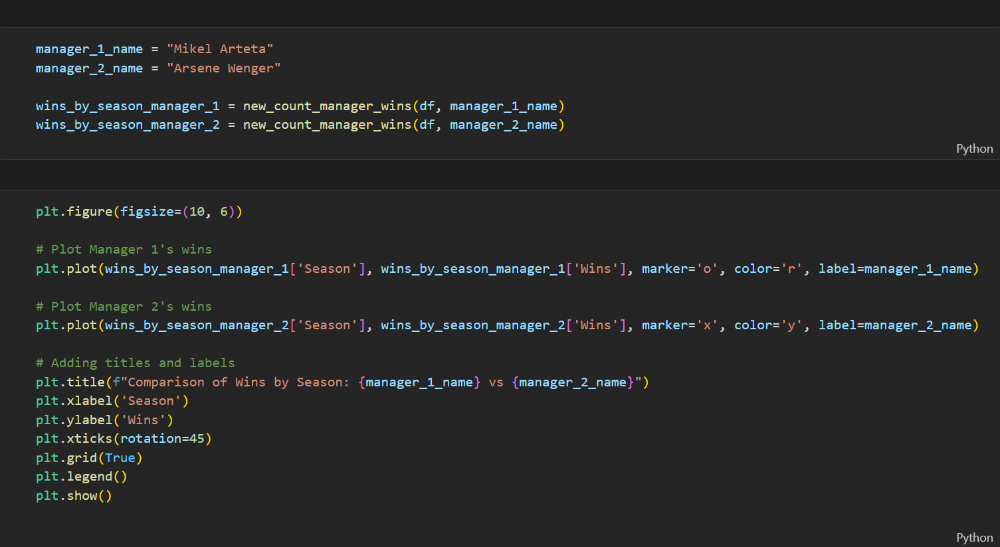 manager_1_name = "Mikel Arteta"
manager_2_name = "Arsene Wenger"
wins_by_season_manager_1 = new_count_manager_wins(df, manager_1_name)
wins_by_season_manager_2 = new_count_manager_wins(df, manager_2_name)
Python
plt.figure(figsize=(10, 6))
# Plot Manager 1's wins
plt.plot(wins_by_season_manager_1['Season'], wins_by_season_manager_1['Wins'], marker='o', color='r', label=manager_1_name)
# Plot Manager 2's wins
plt.plot(wins_by_season_manager_2['Season'], wins_by_season_manager_2['Wins'], marker='x', color='y', label=manager_2_name)
# Adding titles and labels
plt.title(f"Comparison of Wins by Season: {manager_1_name} vs {manager_2_name}")
plt.xlabel('Season')
plt.ylabel('Wins')
plt.xticks(rotation=45)
plt.grid(True)
plt.legend()
plt.show()
Python